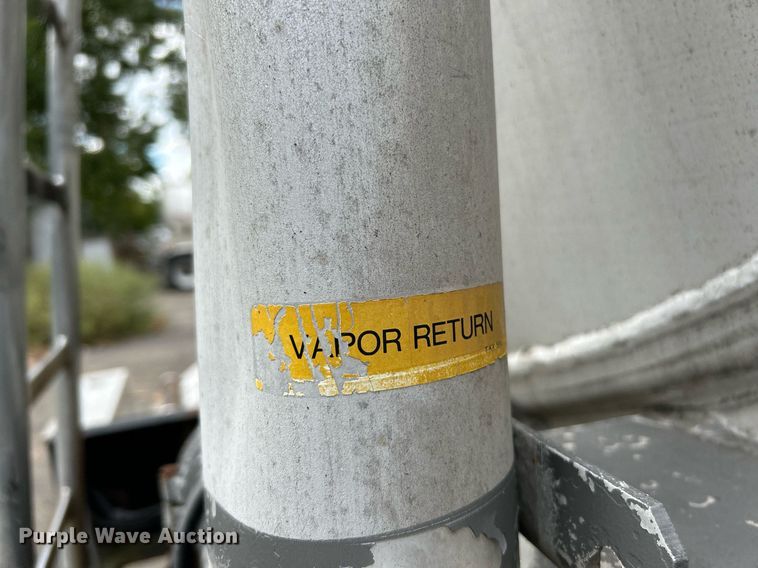 VAPOR RETURN
Purple Wave Auction